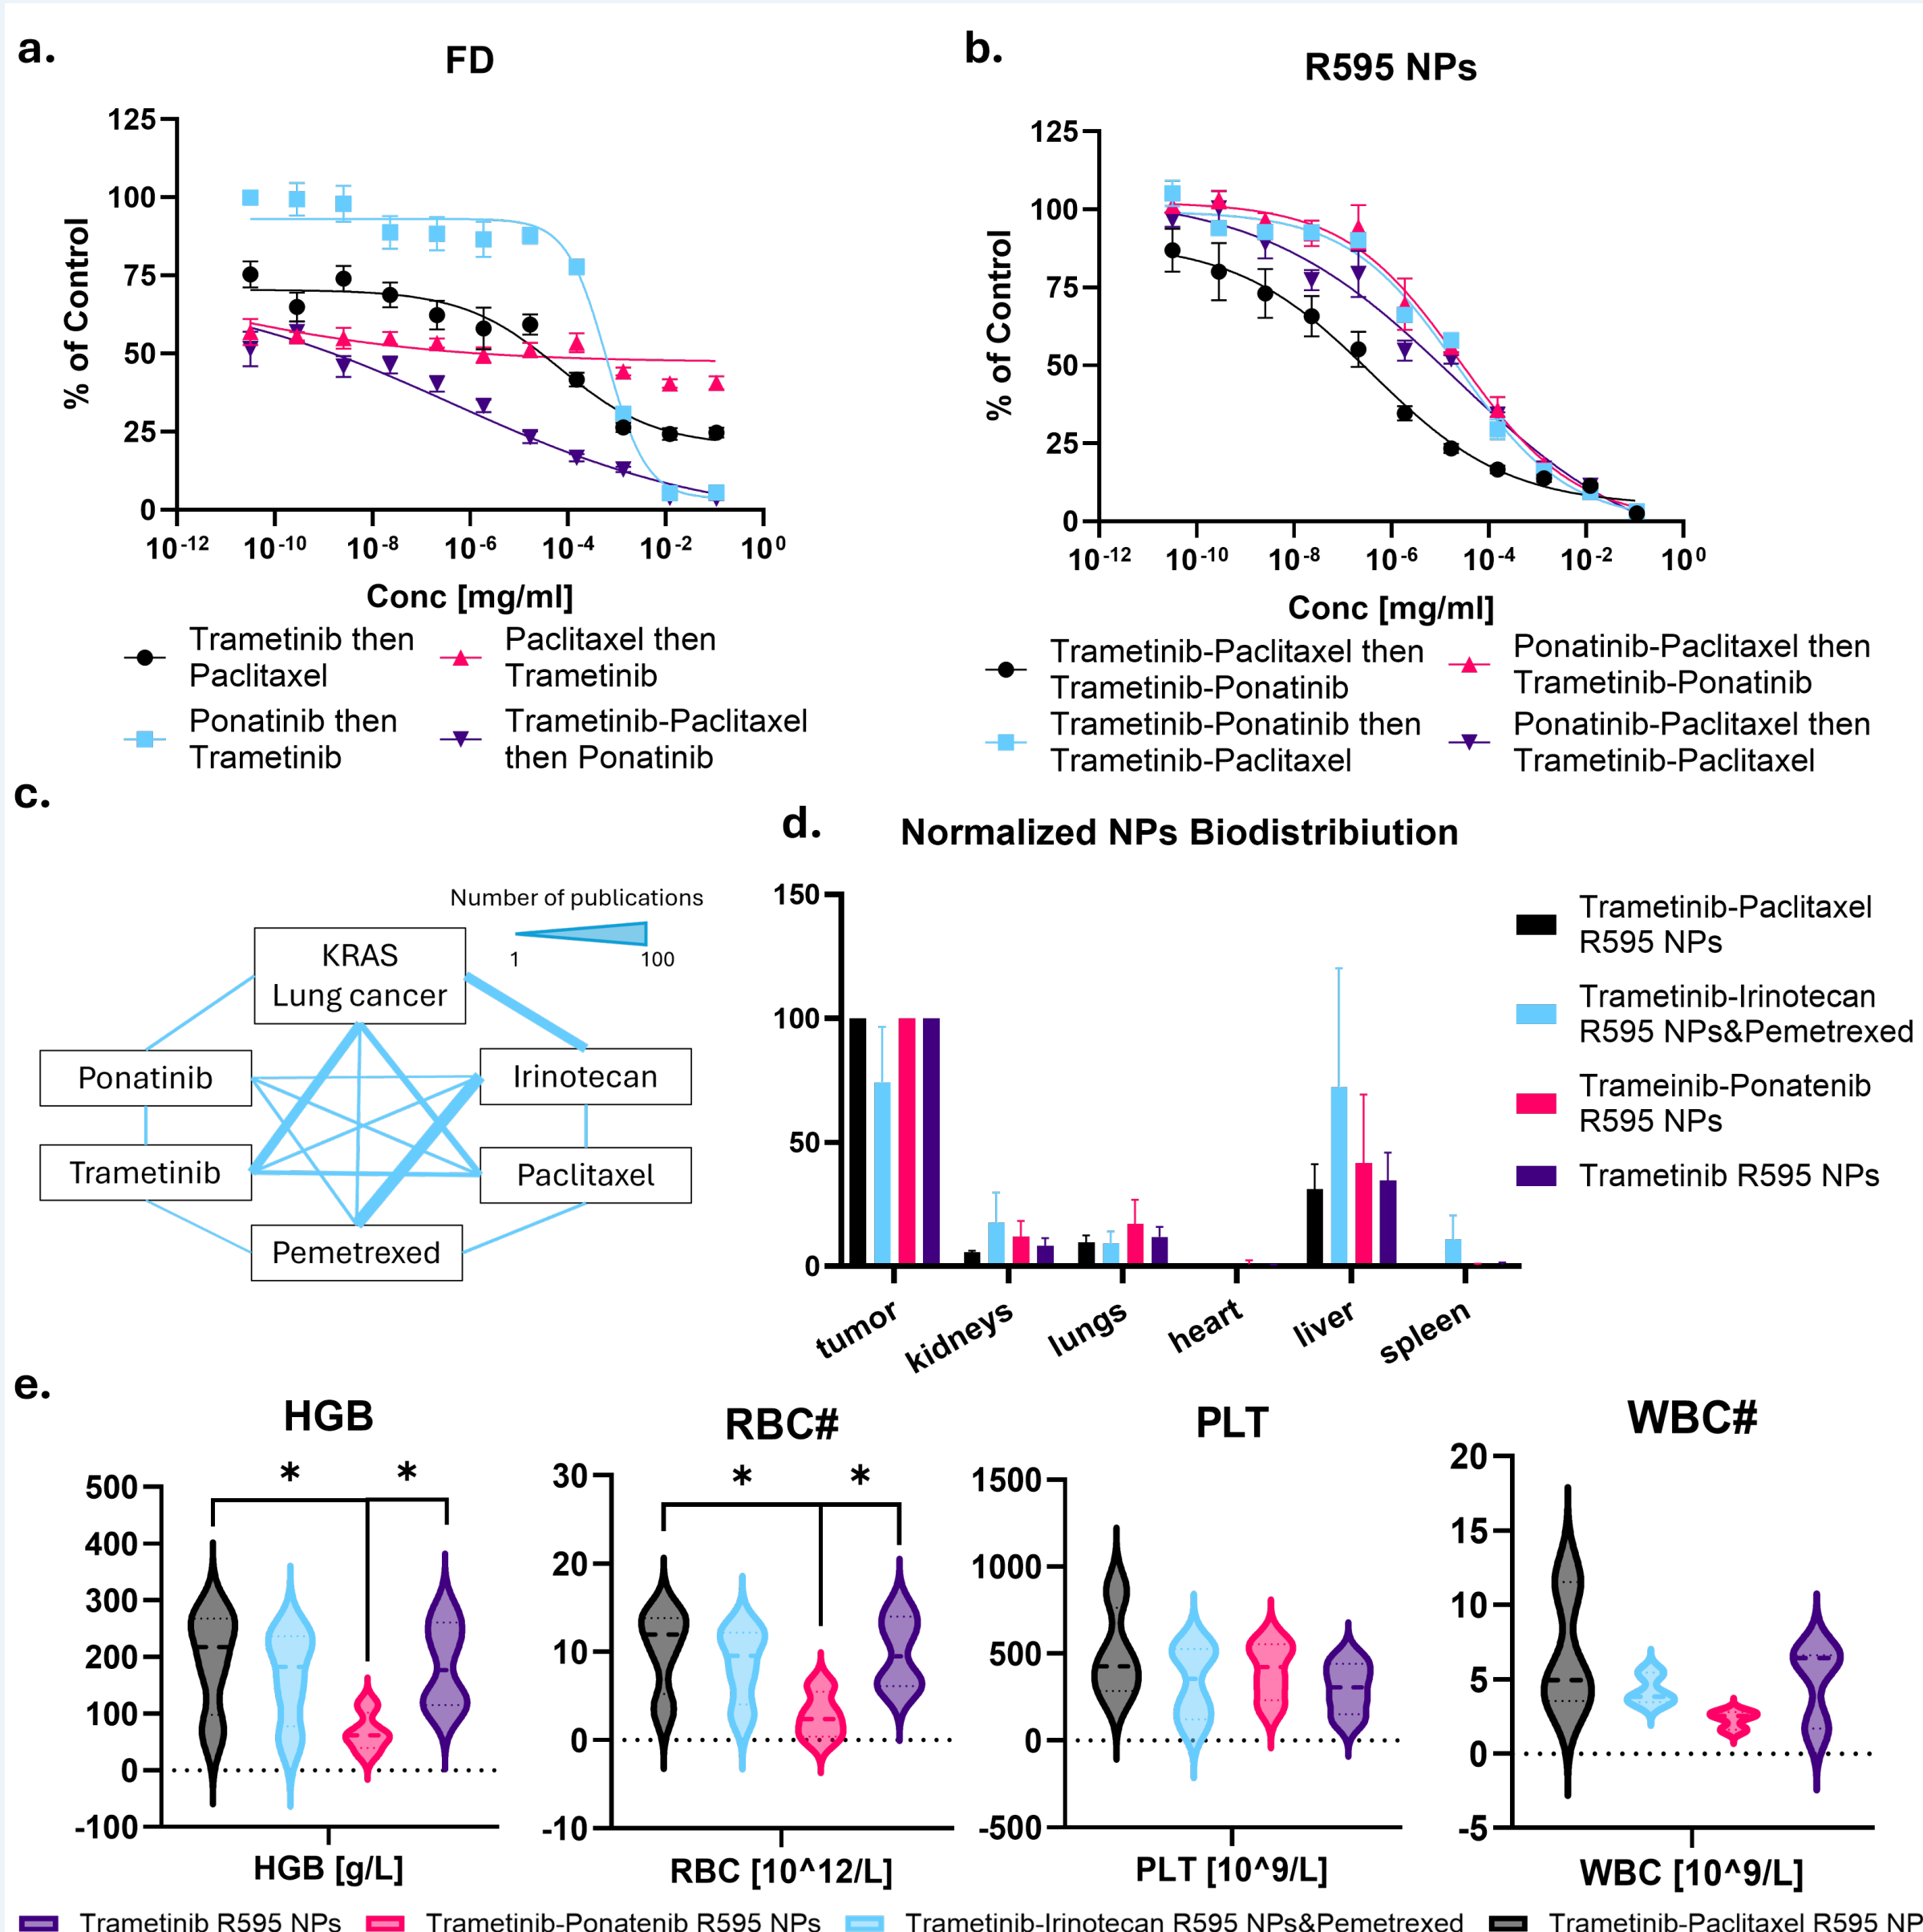 a.
FD
125
100
75
50
25
0
% of Control
10-12
10-10
10-8
10-6
10-4
10-2
100
Conc [mg/ml]
Trametinib then
Paclitaxel
Paclitaxel then
Trametinib
Ponatinib then
Trametinib
Trametinib-Paclitaxel
then Ponatinib
b.
R595 NPs
125
100
75
50
25
0
% of Control
10-12
10-10
10-8
10-6
10-4
10-2
100
Conc [mg/ml]
Trametinib-Paclitaxel then
Trametinib-Ponatinib
Ponatinib-Paclitaxel then
Trametinib-Ponatinib
Trametinib-Ponatinib then
Trametinib-Paclitaxel
Ponatinib-Paclitaxel then
Trametinib-Paclitaxel
c.
Number of publications
1
100
KRAS
Lung cancer
Ponatinib
Irinotecan
Trametinib
Paclitaxel
Pemetrexed
d.
Normalized NPs Biodistribiution
150
100
50
0
tumor
kidneys
lungs
heart
liver
spleen
Trametinib-Paclitaxel
R595 NPs
Trametinib-Irinotecan
R595 NPs&Pemetrexed
Trameinib-Ponatenib
R595 NPs
Trametinib R595 NPs
e.
HGB
* *
500
400
300
200
100
0
-100
HGB [g/L]
RBC#
* *
30
20
10
0
-10
RBC [10^12/L]
PLT
1500
1000
500
0
-500
PLT [10^9/L]
WBC#
20
15
10
5
0
-5
WBC [10^9/L]
Trametinib R595 NPs
Trametinib-Ponatenib R595 NPs
Trametinib-Irinotecan R595 NPs&Pemetrexed
Trametinib-Paclitaxel R595 NP